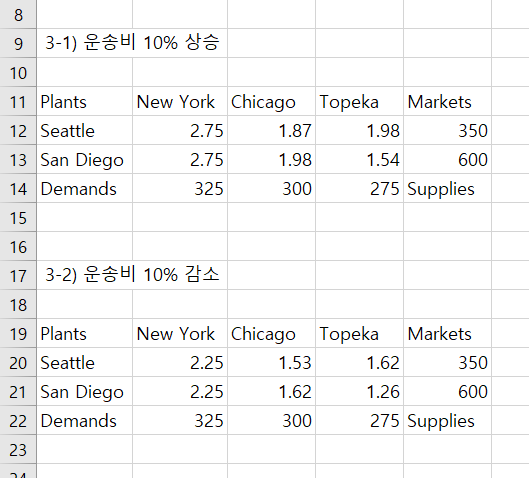 8
9 3-1) 운송비 10% 상승
10
11 Plants New York Chicago Topeka Markets
12 Seattle 2.75 1.87 1.98 350
13 San Diego 2.75 1.98 1.54 600
14 Demands 325 300 275 Supplies
15
16
17 3-2) 운송비 10% 감소
18
19 Plants New York Chicago Topeka Markets
20 Seattle 2.25 1.53 1.62 350
21 San Diego 2.25 1.62 1.26 600
22 Demands 325 300 275 Supplies
23